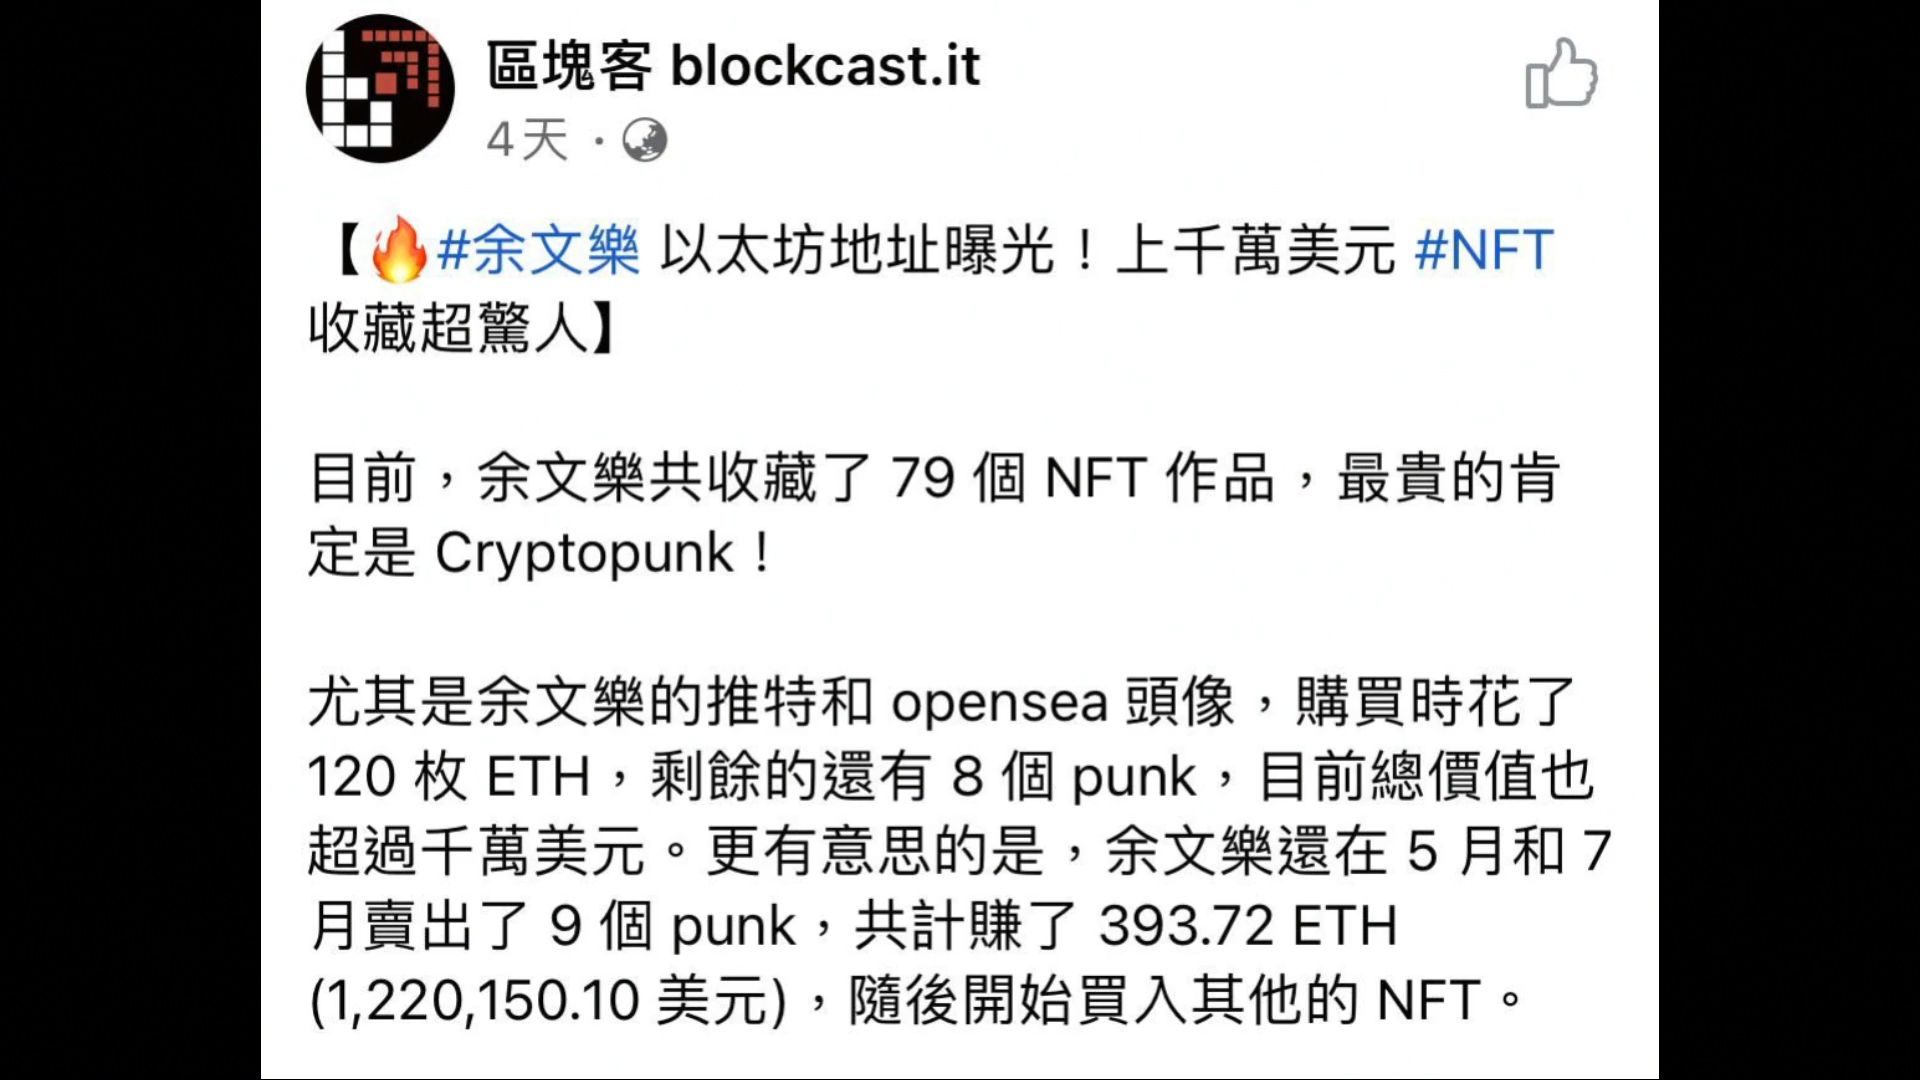 區塊客 blockcast.it
4天 ·
【🔥#余文樂 以太坊地址曝光！上千萬美元 #NFT
收藏超驚人】
目前，余文樂共收藏了 79 個 NFT 作品，最貴的肯
定是 Cryptopunk！
尤其是余文樂的推特和 opensea 頭像，購買時花了
120 枚 ETH，剩餘的還有 8 個 punk，目前總價值也
超過千萬美元。更有意思的是，余文樂還在 5 月和 7
月賣出了 9 個 punk，共計賺了 393.72 ETH
(1,220,150.10 美元)，隨後開始買入其他的 NFT。